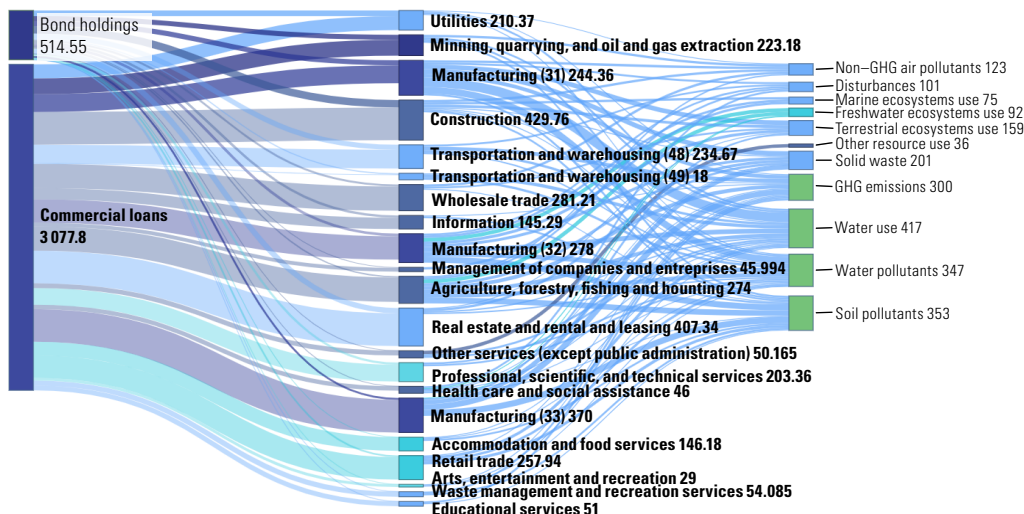 Bond holdings
514.55
Commercial loans
3 077.8
Utilities 210.37
Minning, quarrying, and oil and gas extraction 223.18
Manufacturing (31) 244.36
Construction 429.76
Transportation and warehousing (48) 234.67
Transportation and warehousing (49) 18
Wholesale trade 281.21
Information 145.29
Manufacturing (32) 278
Management of companies and entreprises 45.994
Agriculture, forestry, fishing and hounting 274
Real estate and rental and leasing 407.34
Other services (except public administration) 50.165
Professional, scientific, and technical services 203.36
Health care and social assistance 46
Manufacturing (33) 370
Accommodation and food services 146.18
Retail trade 257.94
Arts, entertainment and recreation 29
Waste management and recreation services 54.085
Educational services 51
Non–GHG air pollutants 123
Disturbances 101
Marine ecosystems use 75
Freshwater ecosystems use 92
Terrestrial ecosystems use 159
Other resource use 36
Solid waste 201
GHG emissions 300
Water use 417
Water pollutants 347
Soil pollutants 353